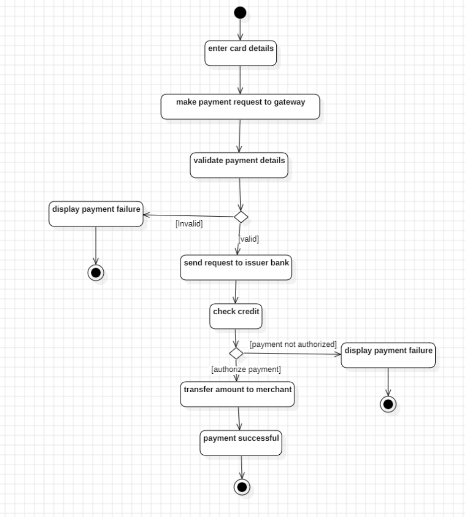 enter card details
make payment request to gateway
validate payment details
display payment failure
[Invalid]
valid]
send request to issuer bank
check credit
[payment not authorized]
display payment failure
[authorize payment]
transfer amount to merchant
payment successful